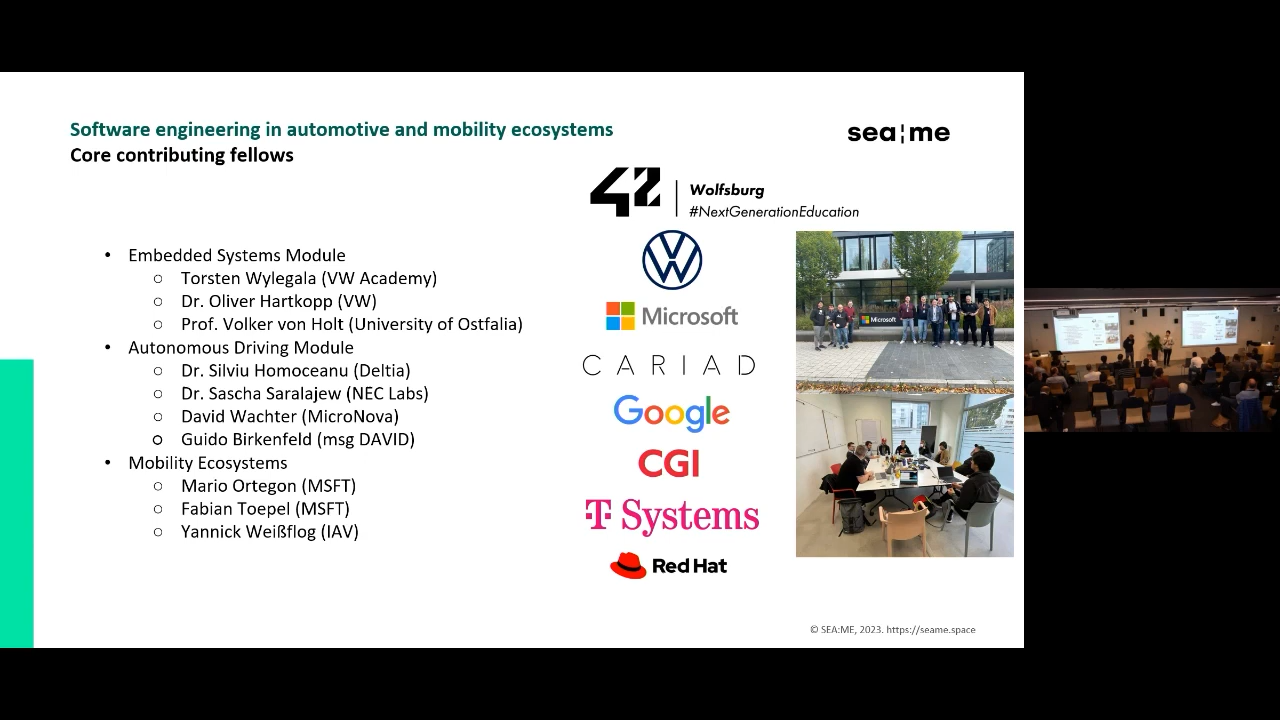 Software engineering in automotive and mobility ecosystems
Core contributing fellows
sea¦me
42 | Wolfsburg
#NextGenerationEducation
• Embedded Systems Module
○ Torsten Wylegala (VW Academy)
○ Dr. Oliver Hartkopp (VW)
○ Prof. Volker von Holt (University of Ostfalia)
• Autonomous Driving Module
○ Dr. Silviu Homoceanu (Deltia)
○ Dr. Sascha Saralajew (NEC Labs)
○ David Wachter (MicroNova)
○ Guido Birkenfeld (msg DAVID)
• Mobility Ecosystems
○ Mario Ortegon (MSFT)
○ Fabian Toepel (MSFT)
○ Yannick Weißflog (IAV)
VW
Microsoft
CARIAD
Google
CGI
T Systems
Red Hat
Microsoft
© SEA:ME, 2023. https://seame.space